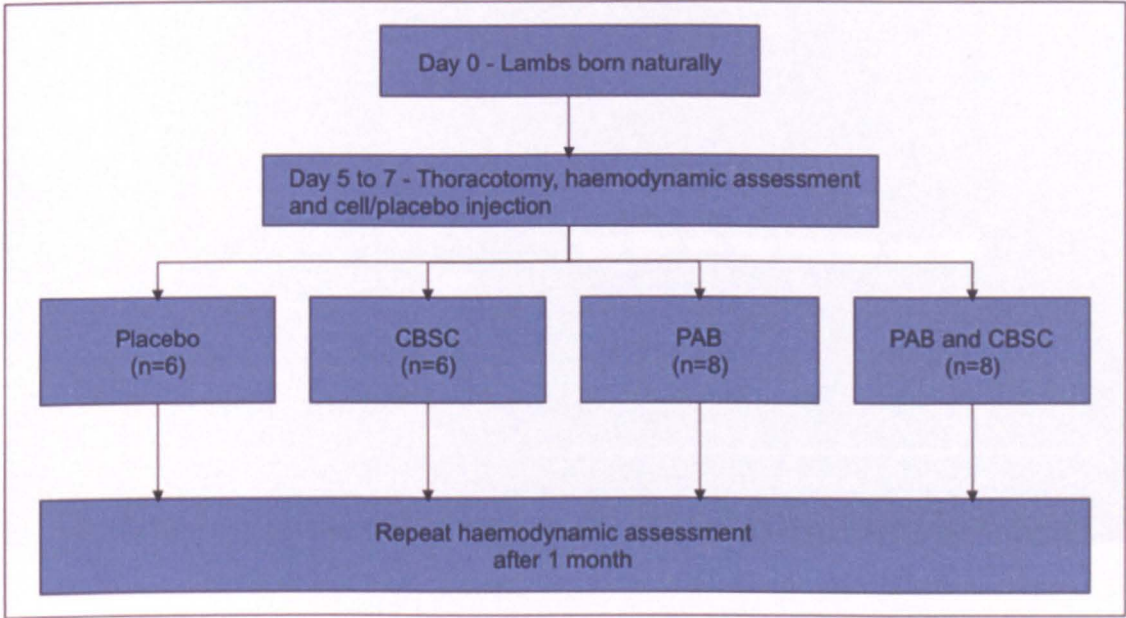 Day 0 - Lambs born naturally
Day 5 to 7 - Thoracotomy, haemodynamic assessment
and cell/placebo injection
Placebo
(n=6)
CBSC
(n=6)
PAB
(n=8)
PAB and CBSC
(n=8)
Repeat haemodynamic assessment
after 1 month